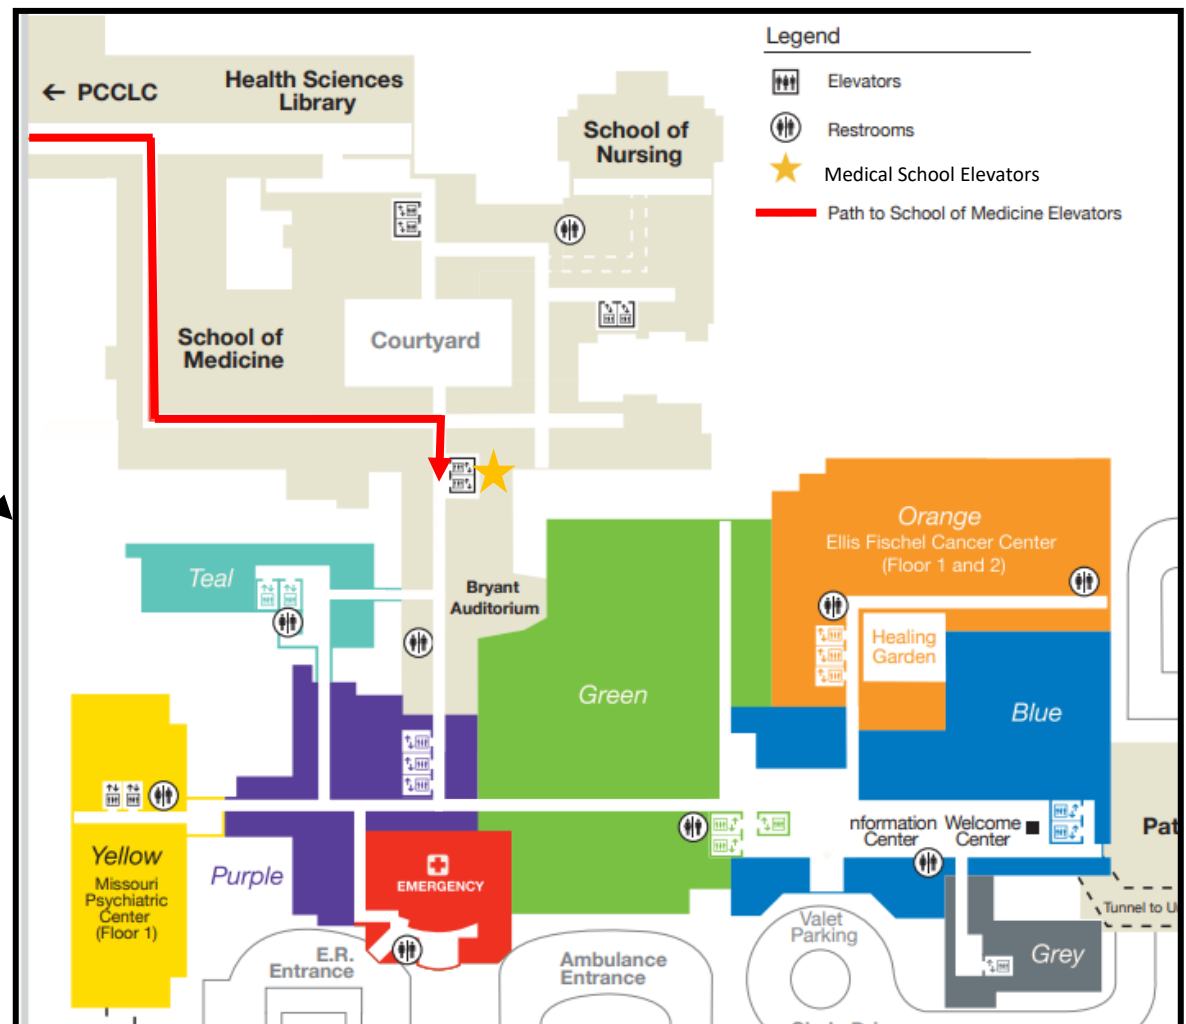 Legend
Elevators
Restrooms
Medical School Elevators
Path to School of Medicine Elevators
← PCCLC
Health Sciences
Library
School of
Nursing
School of
Medicine
Courtyard
Bryant
Auditorium
Teal
Orange
Ellis Fischel Cancer Center
(Floor 1 and 2)
Healing
Garden
Green
Blue
Yellow
Missouri
Psychiatric
Center
(Floor 1)
Purple
EMERGENCY
nformation
Center
Welcome
Center
Pat
Tunnel to U
Valet
Parking
Grey
E.R.
Entrance
Ambulance
Entrance